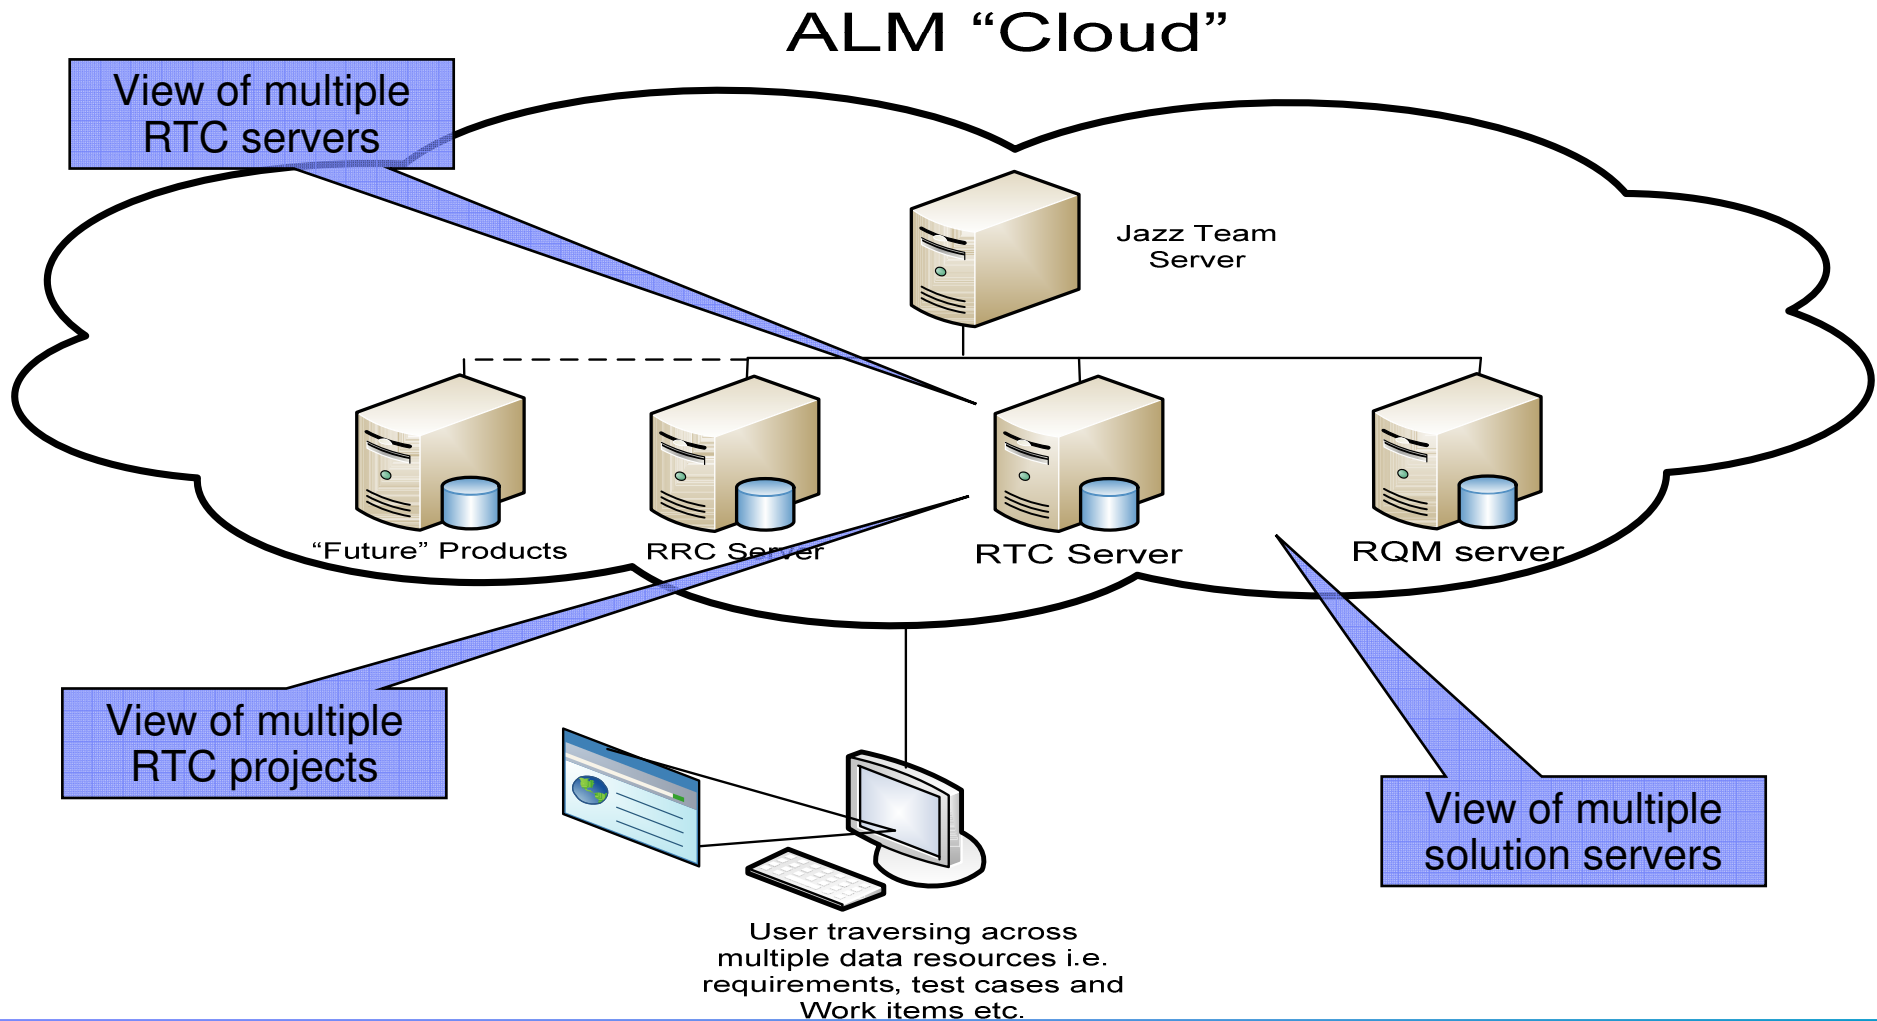 ALM “Cloud”
View of multiple
RTC servers
Jazz Team
Server
“Future” Products
RRC Server
RTC Server
RQM server
View of multiple
RTC projects
View of multiple
solution servers
User traversing across
multiple data resources i.e.
requirements, test cases and
Work items etc.